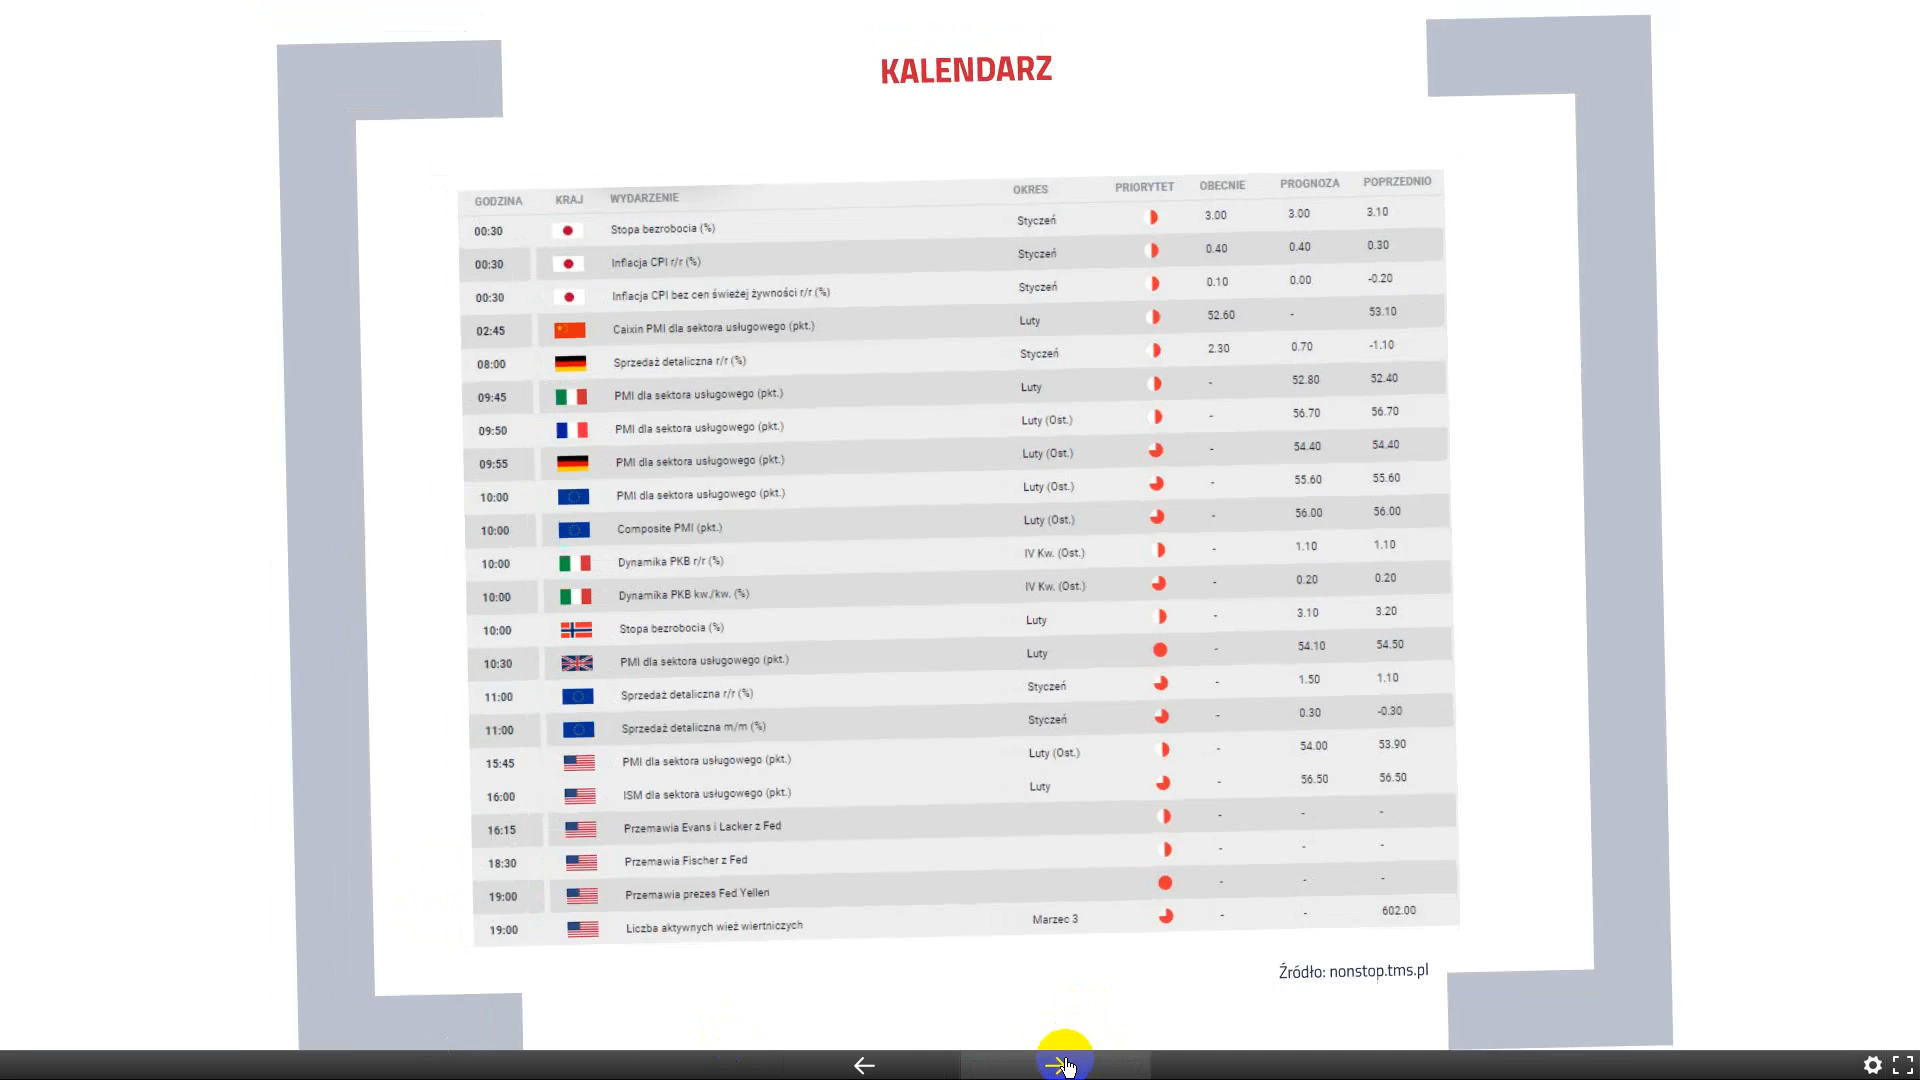 KALENDARZ
GODZINA KRAJ WYDARZENIE OKRES PRIORYTET OBECNIE PROGNOZA POPRZEDNIO
00:30 Stopa bezrobocia (%) Styczeń 3.00 3.00 3.10
00:30 Inflacja CPI r/r (%) Styczeń 0.40 0.40 0.30
00:30 Inflacja CPI bez cen świeżej żywności r/r (%) Styczeń 0.10 0.00 -0.20
02:45 Caixin PMI dla sektora usługowego (pkt.) Luty 52.60 - 53.10
08:00 Sprzedaż detaliczna r/r (%) Styczeń 2.30 0.70 -1.10
09:45 PMI dla sektora usługowego (pkt.) Luty - 52.80 52.40
09:50 PMI dla sektora usługowego (pkt.) Luty (Ost.) - 56.70 56.70
09:55 PMI dla sektora usługowego (pkt.) Luty (Ost.) - 54.40 54.40
10:00 PMI dla sektora usługowego (pkt.) Luty (Ost.) - 55.60 55.60
10:00 Composite PMI (pkt.) Luty (Ost.) - 56.00 56.00
10:00 Dynamika PKB r/r (%) IV Kw. (Ost.) - 1.10 1.10
10:00 Dynamika PKB kw./kw. (%) IV Kw. (Ost.) - 0.20 0.20
10:00 Stopa bezrobocia (%) Luty - 3.10 3.20
10:30 PMI dla sektora usługowego (pkt.) Luty - 54.10 54.50
11:00 Sprzedaż detaliczna r/r (%) Styczeń - 1.50 1.10
11:00 Sprzedaż detaliczna m/m (%) Styczeń - 0.30 -0.30
15:45 PMI dla sektora usługowego (pkt.) Luty (Ost.) - 54.00 53.90
16:00 ISM dla sektora usługowego (pkt.) Luty - 56.50 56.50
16:15 Przemawia Evans i Lacker z Fed - - -
18:30 Przemawia Fischer z Fed - - -
19:00 Przemawia prezes Fed Yellen - - -
19:00 Liczba aktywnych wież wiertniczych Marzec 3 - - 602.00
Źródło: nonstop.tms.pl